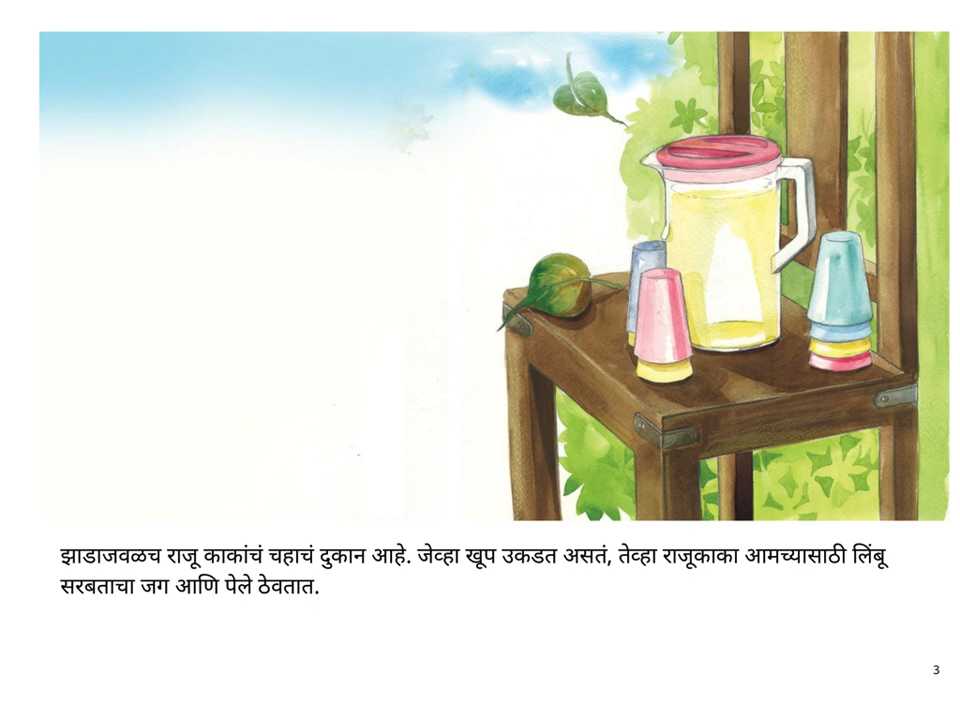 झाडाजवळच राजू काकांचं चहाचं दुकान आहे. जेव्हा खूप उकडत असतं, तेव्हा राजूकाका आमच्यासाठी लिंबू
सरबताचा जग आणि पेले ठेवतात.
3